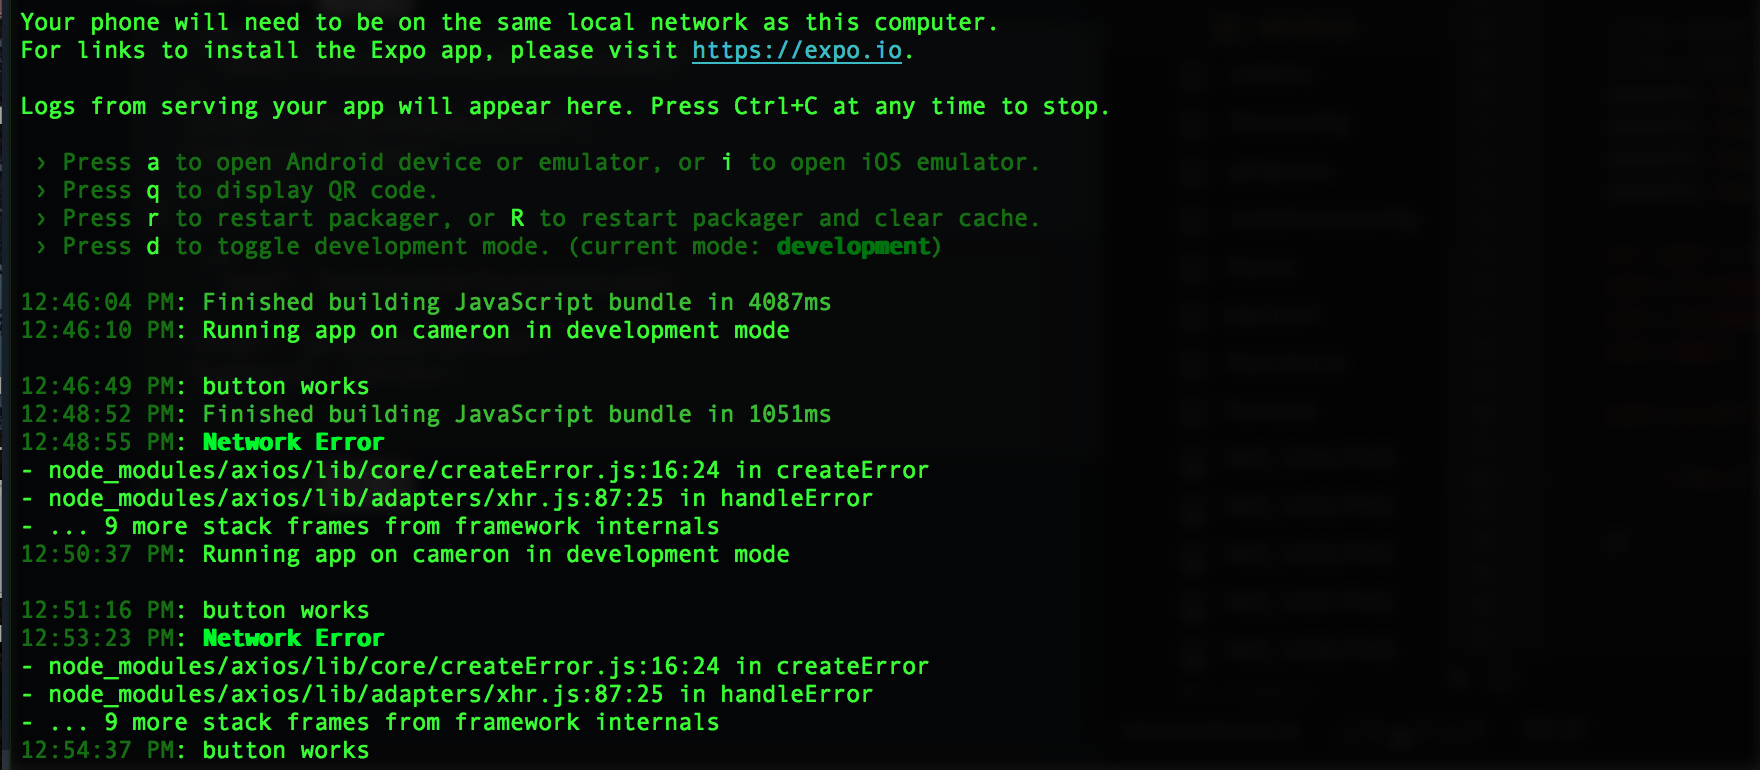 Your phone will need to be on the same local network as this computer.
For links to install the Expo app, please visit https://expo.io.
Logs from serving your app will appear here. Press Ctrl+C at any time to stop.
› Press a to open Android device or emulator, or i to open iOS emulator.
› Press q to display QR code.
› Press r to restart packager, or R to restart packager and clear cache.
› Press d to toggle development mode. (current mode: development)
12:46:04 PM: Finished building JavaScript bundle in 4087ms
12:46:10 PM: Running app on cameron in development mode
12:46:49 PM: button works
12:48:52 PM: Finished building JavaScript bundle in 1051ms
12:48:55 PM: Network Error
- node_modules/axios/lib/core/createError.js:16:24 in createError
- node_modules/axios/lib/adapters/xhr.js:87:25 in handleError
- ... 9 more stack frames from framework internals
12:50:37 PM: Running app on cameron in development mode
12:51:16 PM: button works
12:53:23 PM: Network Error
- node_modules/axios/lib/core/createError.js:16:24 in createError
- node_modules/axios/lib/adapters/xhr.js:87:25 in handleError
- ... 9 more stack frames from framework internals
12:54:37 PM: button works